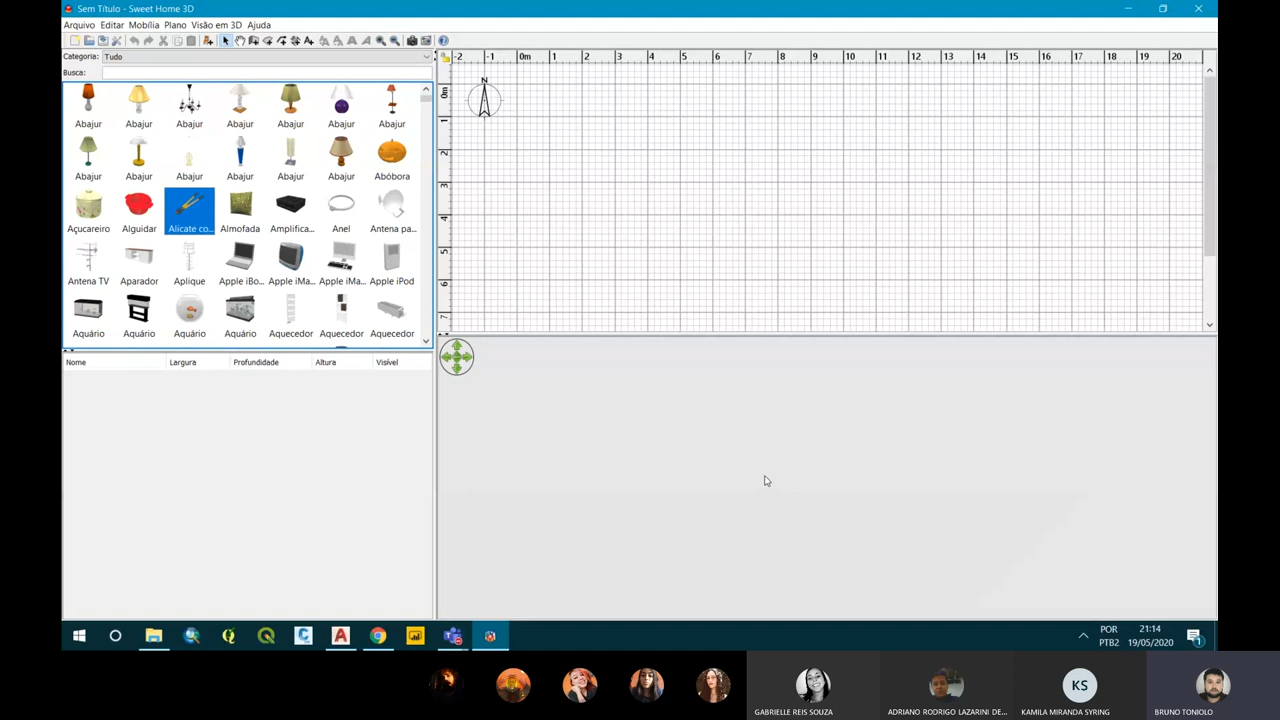 Sem Título - Sweet Home 3D
Arquivo Editar Mobília Plano Visão em 3D Ajuda
Categoria: Tudo
Busca:
Abajur Abajur Abajur Abajur Abajur Abajur Abajur
Abajur Abajur Abajur Abajur Abajur Abajur Abóbora
Açucareiro Alguidar Alicate co... Almofada Amplifica... Anel Antena pa...
Antena TV Aparador Aplique Apple iBo... Apple iMa... Apple iMa... Apple iPod
Aquário Aquário Aquário Aquário Aquecedor Aquecedor Aquecedor
Nome Largura Profundidade Altura Visível
-2 -1 0m 1 2 3 4 5 6 7 8 9 10 11 12 13 14 15 16 17 18 19 20
N
0m
1
2
3
4
5
6
7
POR
PTB2
21:14
19/05/2020
1
KS
GABRIELLE REIS SOUZA
ADRIANO RODRIGO LAZARINI DE...
KAMILA MIRANDA SYRING
BRUNO TONIOLO